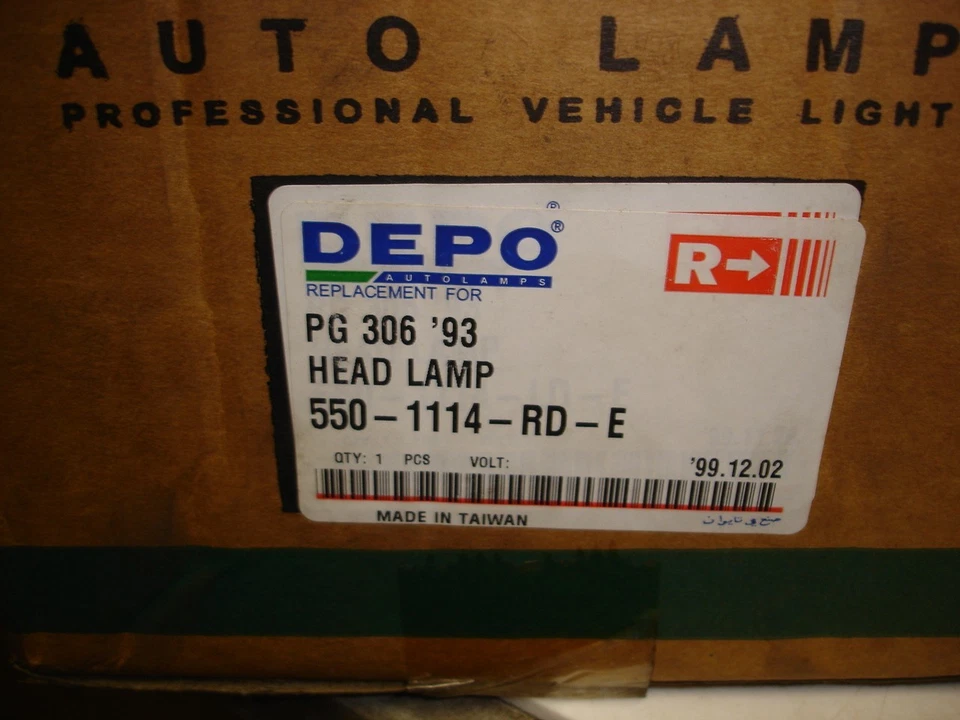 AUTO LAMP
PROFESSIONAL VEHICLE LIGHT
®
DEPO®
AUTOLAMPS
REPLACEMENT FOR
R→
PG 306 '93
HEAD LAMP
550-1114-RD-E
QTY: 1 PCS VOLT: '99.12.02
MADE IN TAIWAN